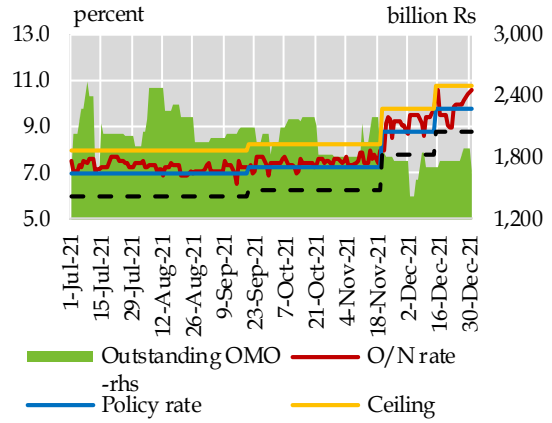 percent billion Rs
13.0 3,000
11.0 2,400
9.0 1,800
7.0
5.0 1,200
1-Jul-21
15-Jul-21
29-Jul-21
12-Aug-21
26-Aug-21
9-Sep-21
23-Sep-21
7-Oct-21
21-Oct-21
4-Nov-21
18-Nov-21
2-Dec-21
16-Dec-21
30-Dec-21
Outstanding OMO O/N rate
-rhs
Policy rate Ceiling